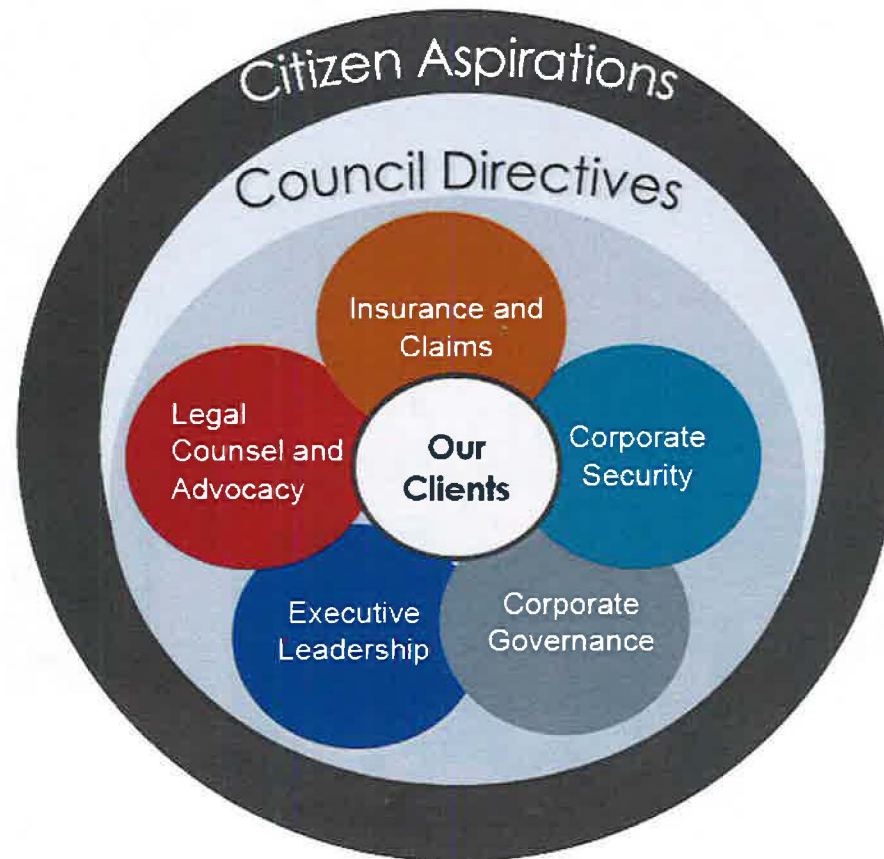 Citizen Aspirations
Council Directives
Insurance and
Claims
Legal
Counsel and
Advocacy
Our
Clients
Corporate
Security
Executive
Leadership
Corporate
Governance